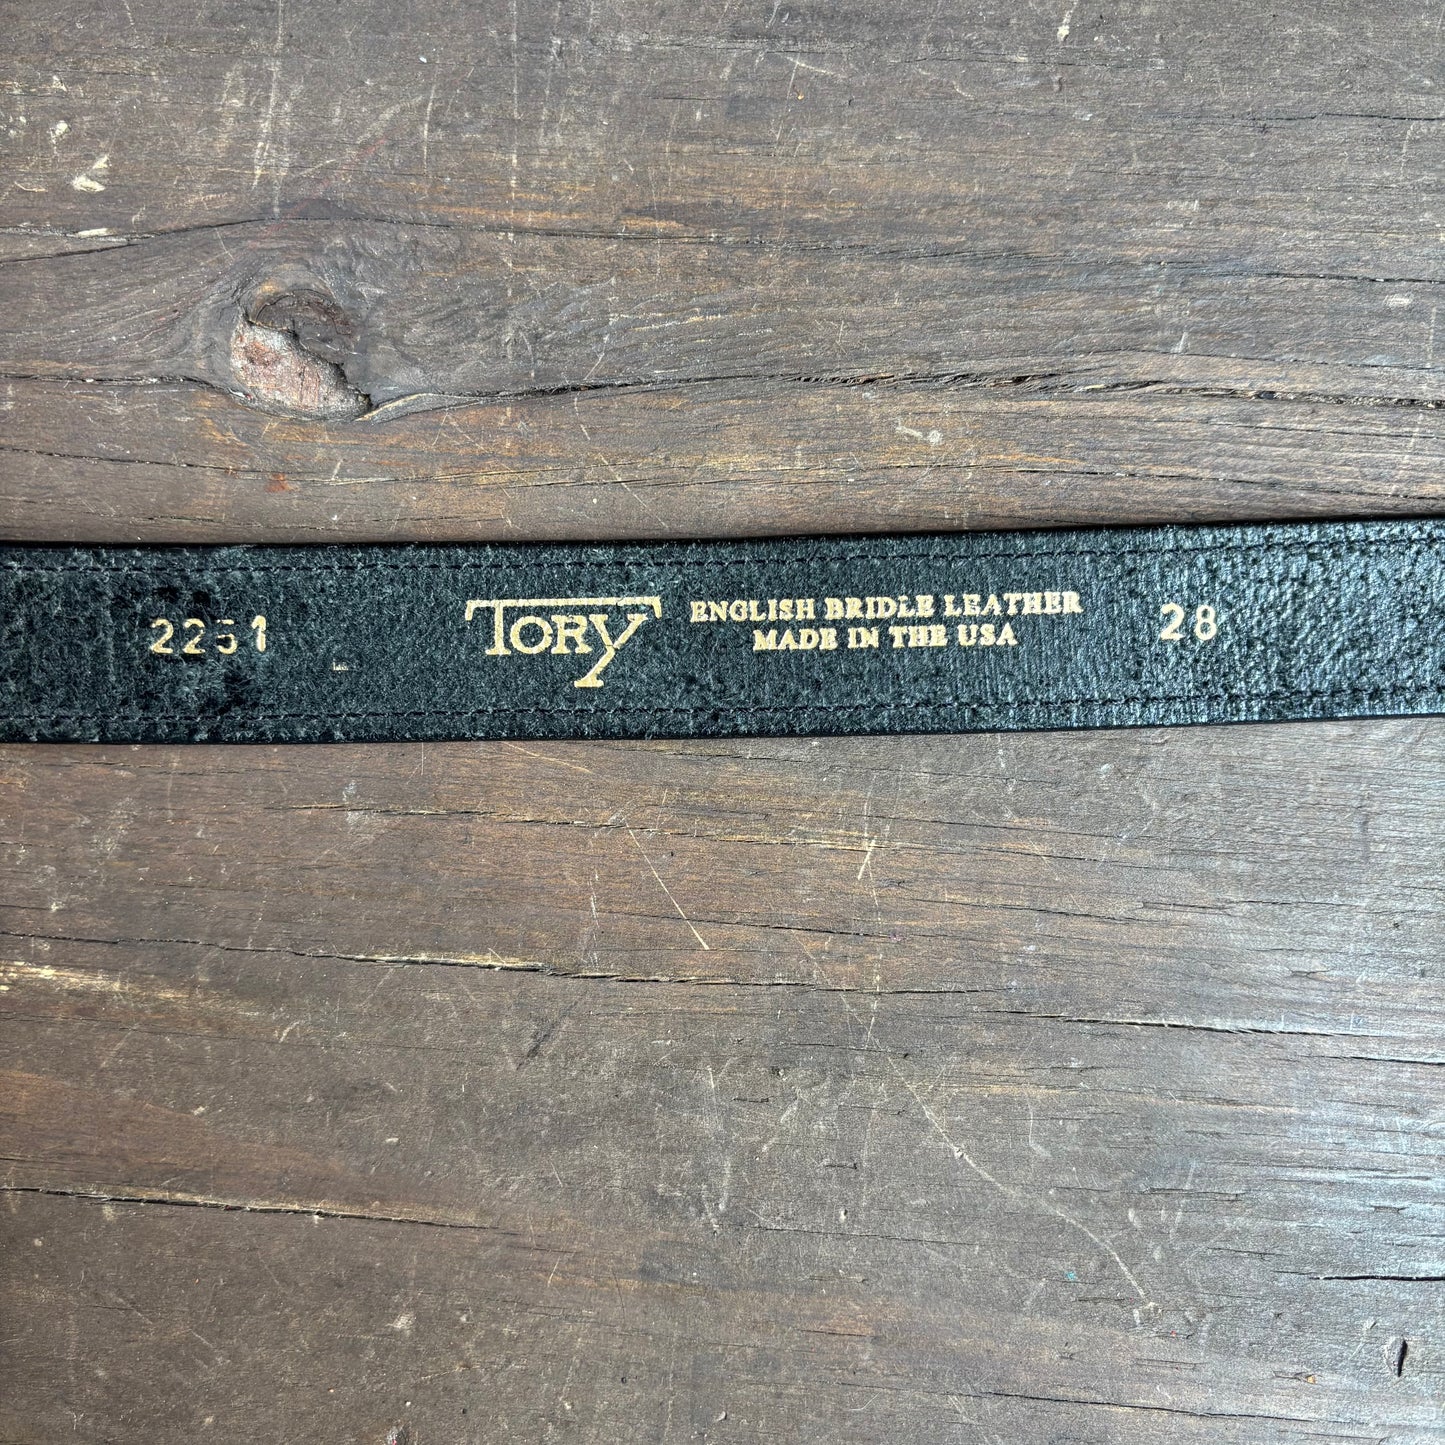 2251
TORY
ENGLISH BRIDLE LEATHER
MADE IN THE USA
28